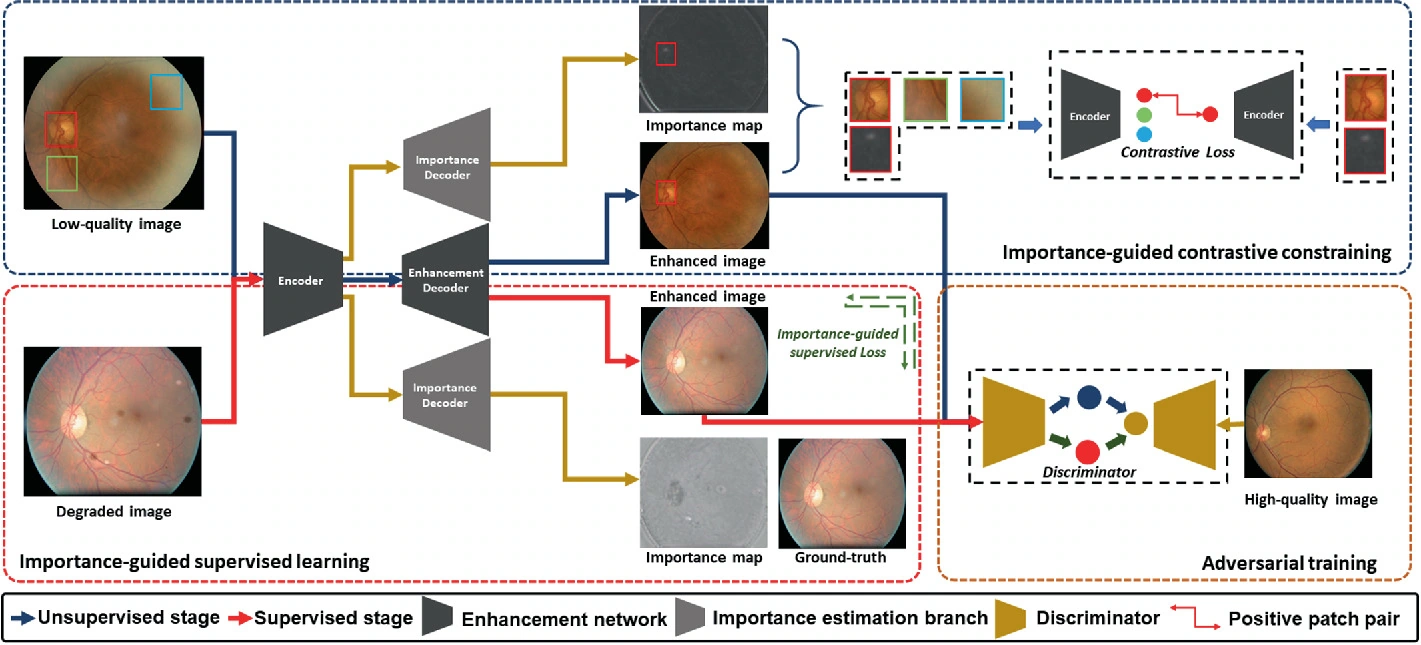 Low-quality image
Importance
Decoder
Importance map
Enhanced image
Encoder
Encoder
Contrastive Loss
Importance-guided contrastive constraining
Encoder
Enhancement
Decoder
Degraded image
Importance
Decoder
Enhanced image
Importance-guided
supervised Loss
Importance map
Ground-truth
Importance-guided supervised learning
Discriminator
High-quality image
Adversarial training
Unsupervised stage
Supervised stage
Enhancement network
Importance estimation branch
Discriminator
Positive patch pair